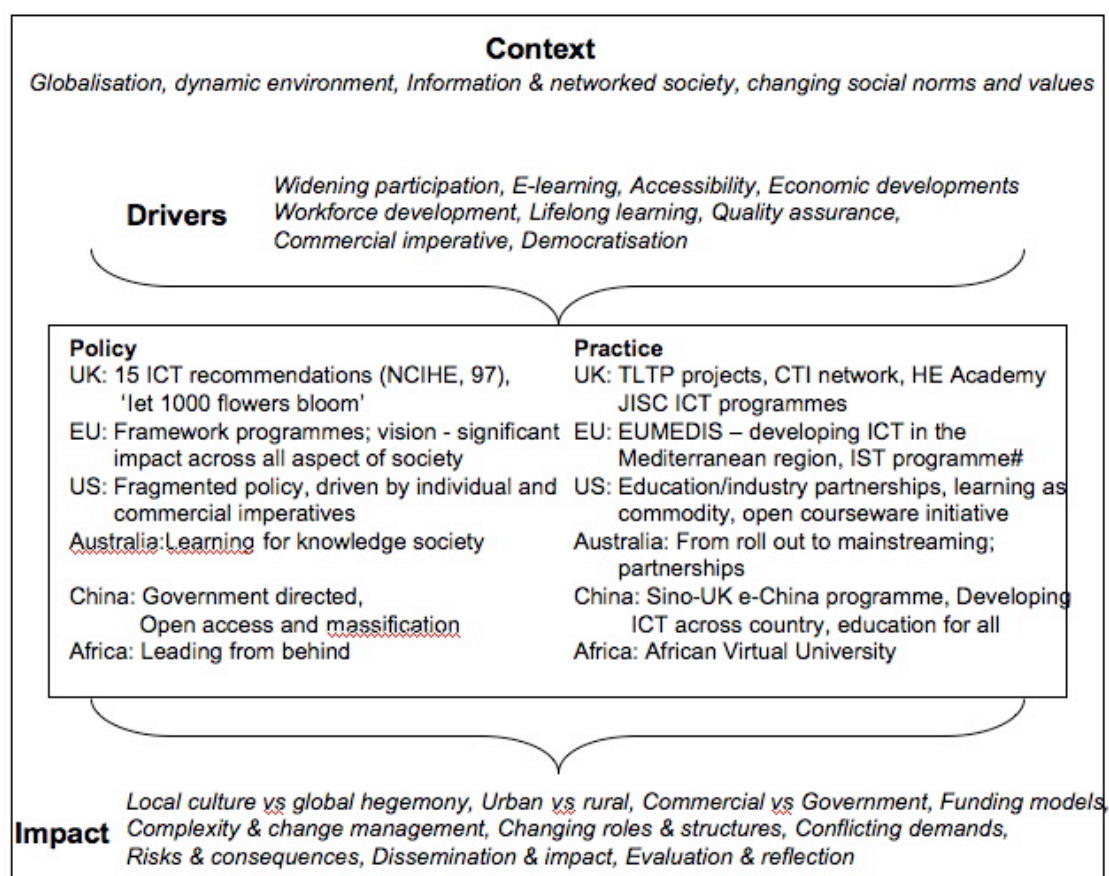 Context
Globalisation, dynamic environment, Information & networked society, changing social norms and values
Widening participation, E-learning, Accessibility, Economic developments
Drivers
Workforce development, Lifelong learning, Quality assurance,
Commercial imperative, Democratisation
Policy
UK: 15 ICT recommendations (NCIHE, 97),
‘let 1000 flowers bloom’
EU: Framework programmes; vision - significant
impact across all aspect of society
US: Fragmented policy, driven by individual and
commercial imperatives
Australia:Learning for knowledge society
China: Government directed,
Open access and massification
Africa: Leading from behind
Practice
UK: TLTP projects, CTI network, HE Academy
JISC ICT programmes
EU: EUMEDIS – developing ICT in the
Mediterranean region, IST programme#
US: Education/industry partnerships, learning as
commodity, open courseware initiative
Australia: From roll out to mainstreaming;
partnerships
China: Sino-UK e-China programme, Developing
ICT across country, education for all
Africa: African Virtual University
Impact
Local culture vs global hegemony, Urban vs rural, Commercial vs Government, Funding models,
Complexity & change management, Changing roles & structures, Conflicting demands,
Risks & consequences, Dissemination & impact, Evaluation & reflection